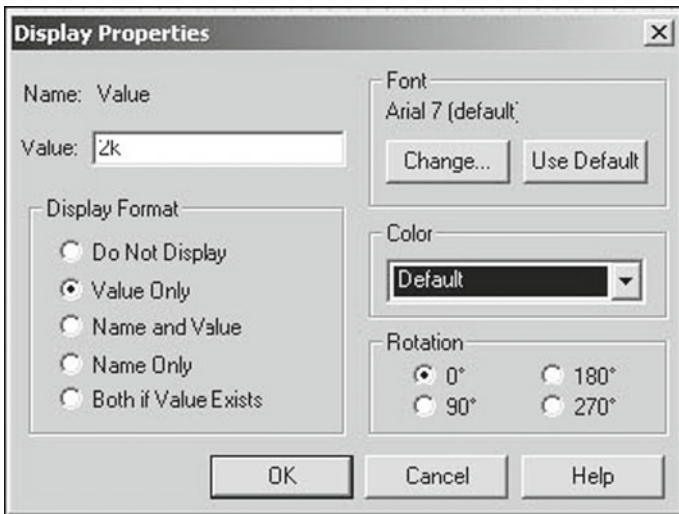 Display Properties
Name: Value
Value: 2k
Display Format
Do Not Display
Value Only
Name and Value
Name Only
Both if Value Exists
Font
Arial 7 (default)
Change...
Use Default
Color
Default
Rotation
0° 180°
90° 270°
OK Cancel Help